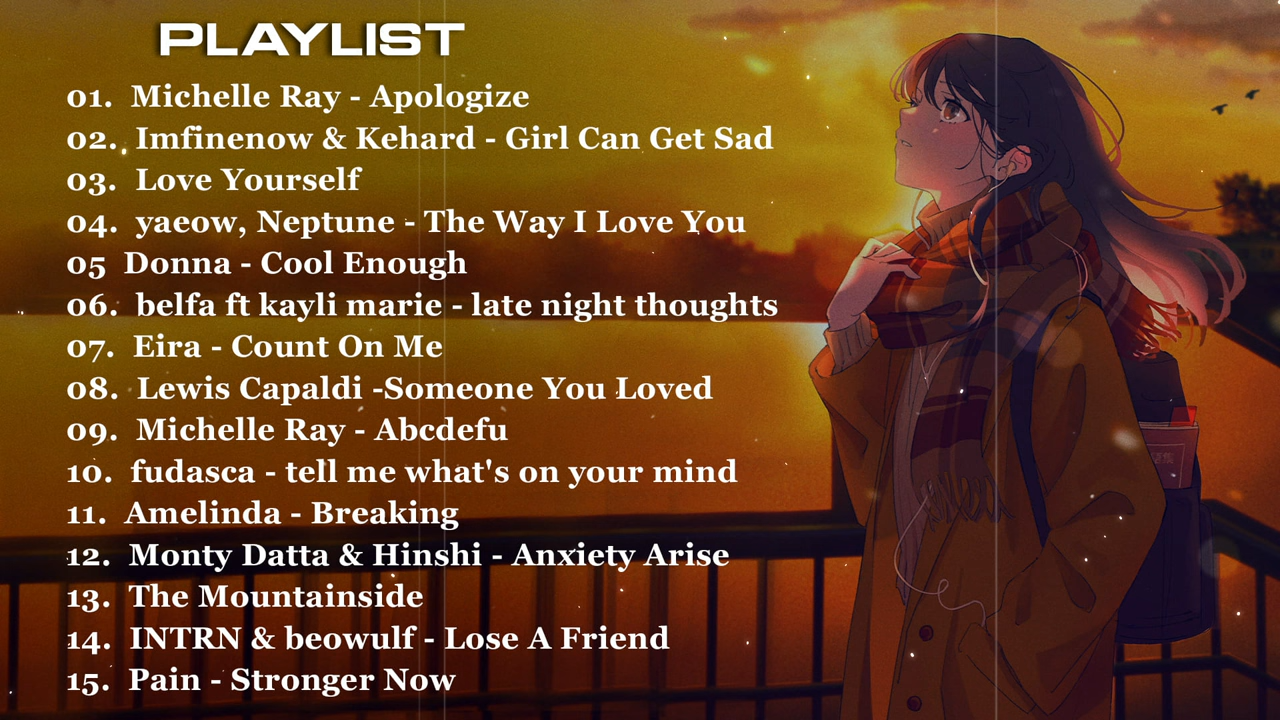 PLAYLIST
01. Michelle Ray - Apologize
02. Imfinenow & Kehard - Girl Can Get Sad
03. Love Yourself
04. yaeow, Neptune - The Way I Love You
05 Donna - Cool Enough
06. belfa ft kayli marie - late night thoughts
07. Eira - Count On Me
08. Lewis Capaldi -Someone You Loved
09. Michelle Ray - Abcdefu
10. fudasca - tell me what's on your mind
11. Amelinda - Breaking
12. Monty Datta & Hinshi - Anxiety Arise
13. The Mountainside
14. INTRN & beowulf - Lose A Friend
15. Pain - Stronger Now